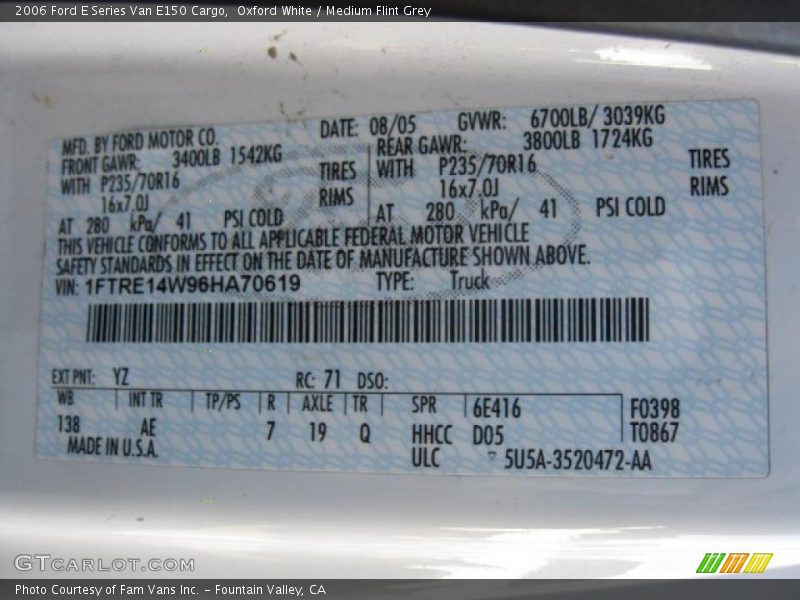 2006 Ford E Series Van E150 Cargo, Oxford White / Medium Flint Grey
MFD. BY FORD MOTOR CO. DATE: 08/05 GVWR: 6700LB/ 3039KG
FRONT GAWR: 3400LB 1542KG REAR GAWR: 3800LB 1724KG
WITH P235/70R16 TIRES WITH P235/70R16 TIRES
16x7.0J RIMS 16x7.0J RIMS
AT 280 kPa/ 41 PSI COLD AT 280 kPa/ 41 PSI COLD
THIS VEHICLE CONFORMS TO ALL APPLICABLE FEDERAL MOTOR VEHICLE
SAFETY STANDARDS IN EFFECT ON THE DATE OF MANUFACTURE SHOWN ABOVE.
VIN: 1FTRE14W96HA70619 TYPE: Truck
EXT PNT: YZ RC: 71 DSO:
WB INT TR TP/PS R AXLE TR SPR 6E416 F0398
138 AE 7 19 Q HHCC D05 T0867
MADE IN U.S.A. ULC 5U5A-3520472-AA
GTCARLOT.COM
Photo Courtesy of Fam Vans Inc. – Fountain Valley, CA